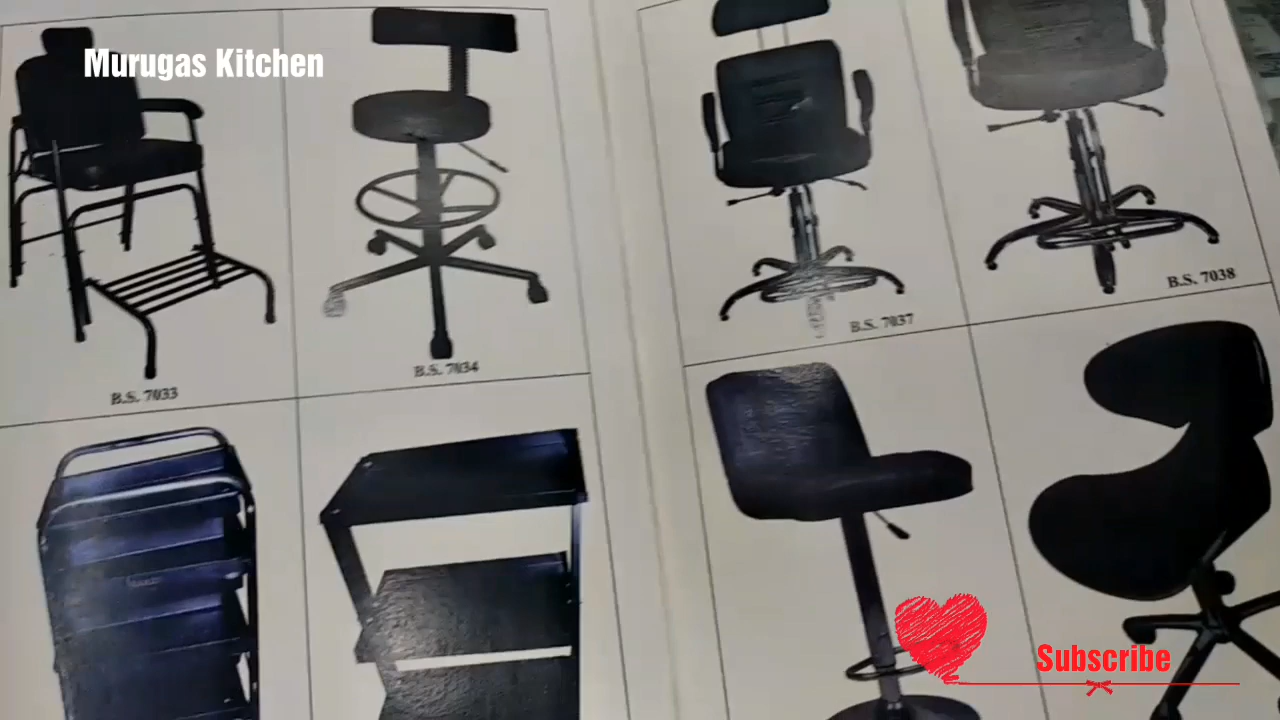 Murugas Kitchen
B.S. 7033
B.S. 7034
B.S. 7037
B.S. 7038
Subscribe